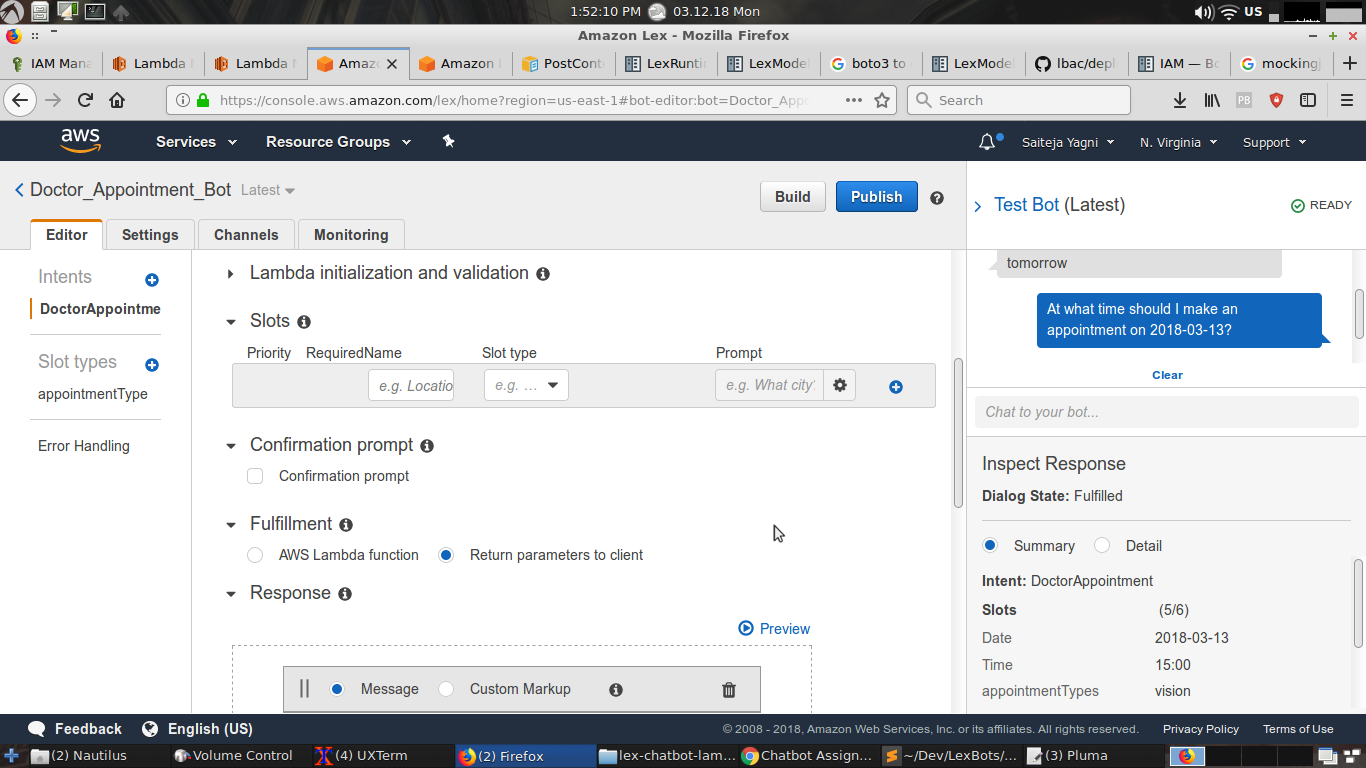 1:52:10 PM 03.12.18 Mon US
Amazon Lex - Mozilla Firefox
IAM Mana Lambda M Lambda M Amaz Amazon PostCont LexRunti LexModel boto3 to LexModel lbac/depl IAM — Bo mockingj
https://console.aws.amazon.com/lex/home?region=us-east-1#bot-editor:bot=Doctor_App Search PB
aws Services Resource Groups Saiteja Yagni N. Virginia Support
Doctor_Appointment_Bot Latest Build Publish
Test Bot (Latest) READY
Editor Settings Channels Monitoring
Intents
DoctorAppointme
Slot types
appointmentType
Error Handling
Lambda initialization and validation
Slots
Priority RequiredName Slot type Prompt
e.g. Locatio e.g. ... e.g. What city?
Confirmation prompt
Confirmation prompt
Fulfillment
AWS Lambda function Return parameters to client
Response
Preview
Message Custom Markup
tomorrow
At what time should I make an
appointment on 2018-03-13?
Clear
Chat to your bot...
Inspect Response
Dialog State: Fulfilled
Summary Detail
Intent: DoctorAppointment
Slots (5/6)
Date 2018-03-13
Time 15:00
appointmentTypes vision
Feedback English (US) © 2008 - 2018, Amazon Web Services, Inc. or its affiliates. All rights reserved. Privacy Policy Terms of Use
(2) Nautilus Volume Control (4) UXTerm (2) Firefox lex-chatbot-lam... Chatbot Assign... ~/Dev/LexBots/... (3) Pluma